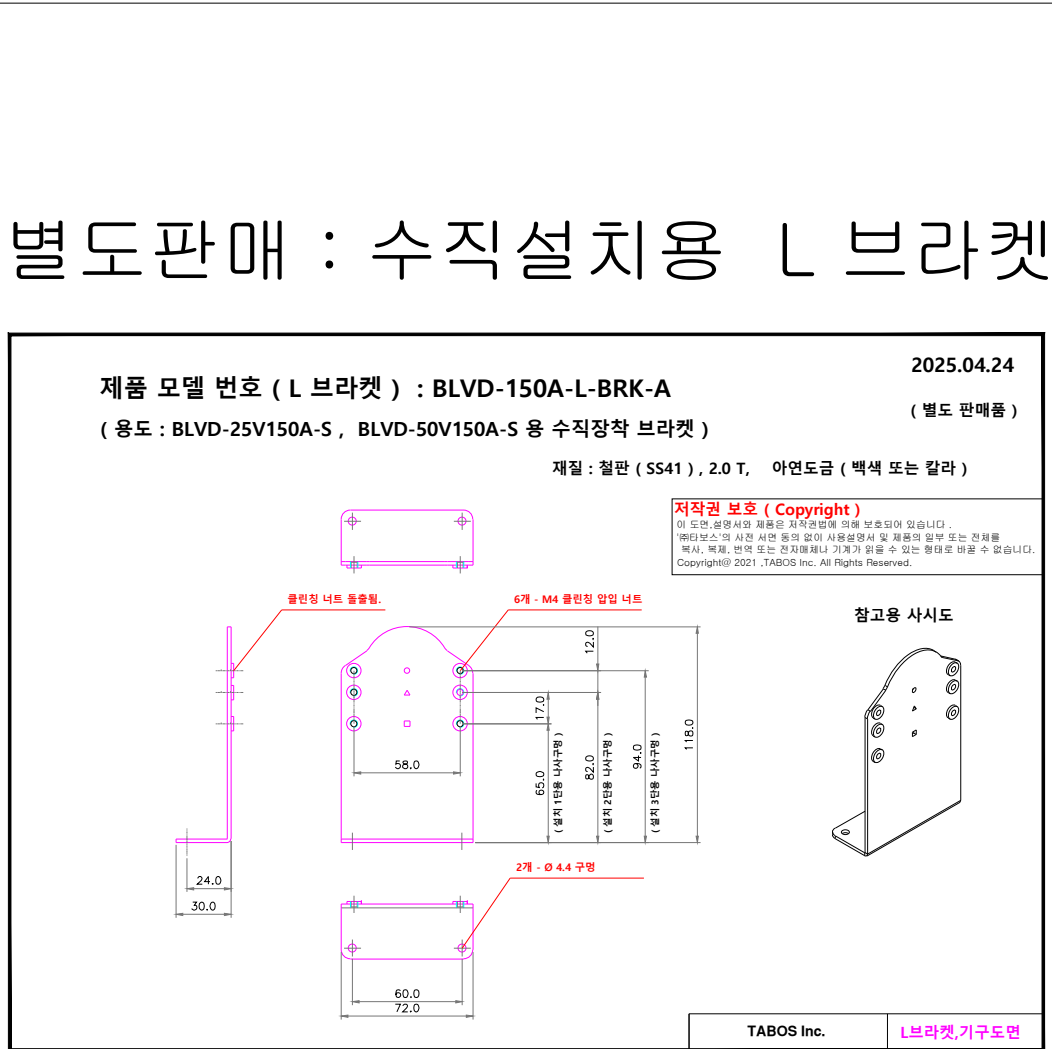 별도판매 : 수직설치용 L 브라켓
2025.04.24
제품 모델 번호 ( L 브라켓 ) : BLVD-150A-L-BRK-A
( 별도 판매품 )
( 용도 : BLVD-25V150A-S , BLVD-50V150A-S 용 수직장착 브라켓 )
재질 : 철판 ( SS41 ) , 2.0 T, 아연도금 ( 백색 또는 칼라 )
저작권 보호 ( Copyright )
이 도면,설명서와 제품은 저작권법에 의해 보호되어 있습니다 .
'㈜타보스'의 사전 서면 동의 없이 사용설명서 및 제품의 일부 또는 전체를
복사, 복제, 번역 또는 전자매체나 기계가 읽을 수 있는 형태로 바꿀 수 없습니다.
Copyright@ 2021 ,TABOS Inc. All Rights Reserved.
클린칭 너트 돌출됨.
6개 - M4 클린칭 압입 너트
참고용 사시도
12.0
17.0
58.0
65.0
( 설치 1단용 나사구멍 )
82.0
( 설치 2단용 나사구멍 )
94.0
( 설치 3단용 나사구멍 )
118.0
24.0
30.0
2개 - Ø 4.4 구멍
60.0
72.0
TABOS Inc.
L브라켓,기구도면